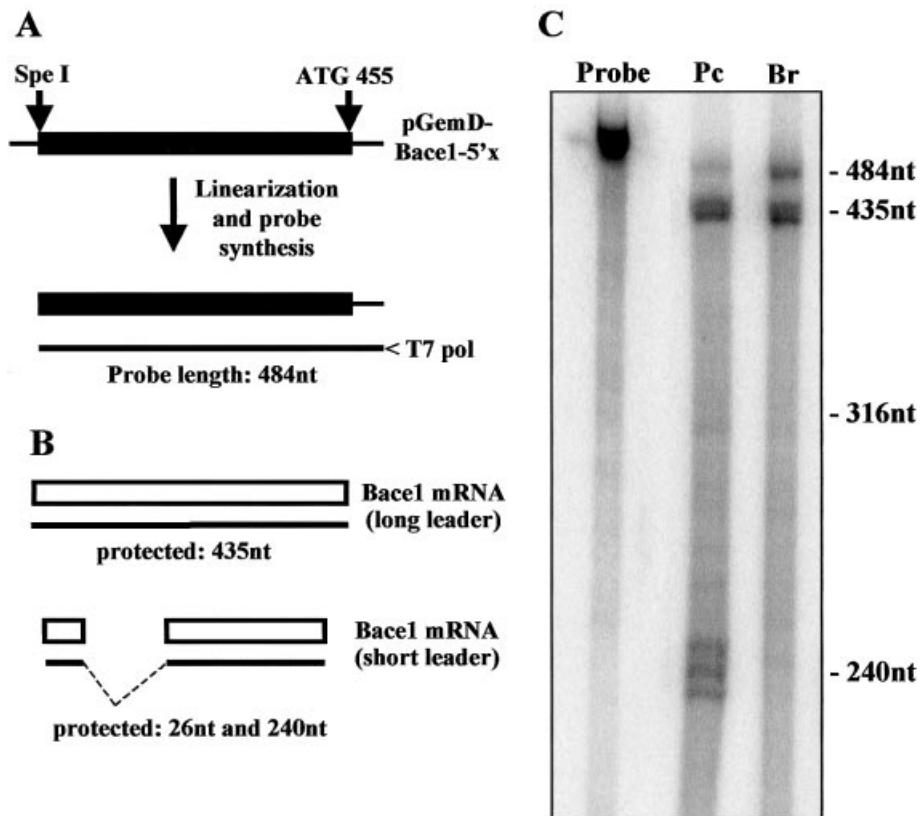 A
Spe I
ATG 455
pGemD-
Bace1-5'x
Linearization
and probe
synthesis
< T7 pol
Probe length: 484nt
B
Bace1 mRNA
(long leader)
protected: 435nt
Bace1 mRNA
(short leader)
protected: 26nt and 240nt
C
Probe Pc Br
- 484nt
- 435nt
- 316nt
- 240nt